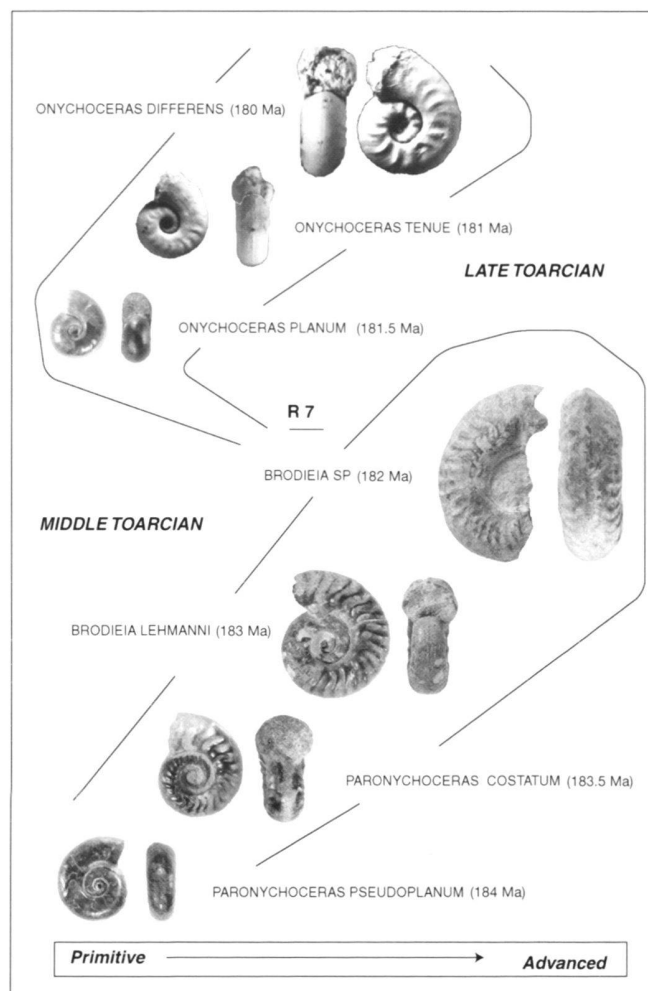 ONYCHOCERAS DIFFERENS (180 Ma)
ONYCHOCERAS TENUE (181 Ma)
LATE TOARCIAN
ONYCHOCERAS PLANUM (181.5 Ma)
R 7
BRODIEIA SP (182 Ma)
MIDDLE TOARCIAN
BRODIEIA LEHMANNI (183 Ma)
PARONYCHOCERAS COSTATUM (183.5 Ma)
PARONYCHOCERAS PSEUDOPLANUM (184 Ma)
Primitive
Advanced